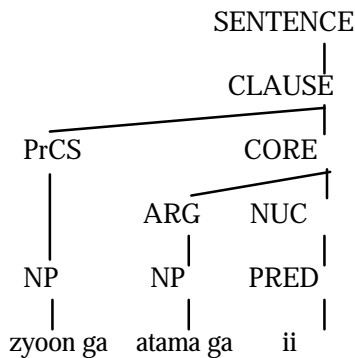 SENTENCE
CLAUSE
PrCS CORE
ARG NUC
NP NP PRED
zyoon ga atama ga ii